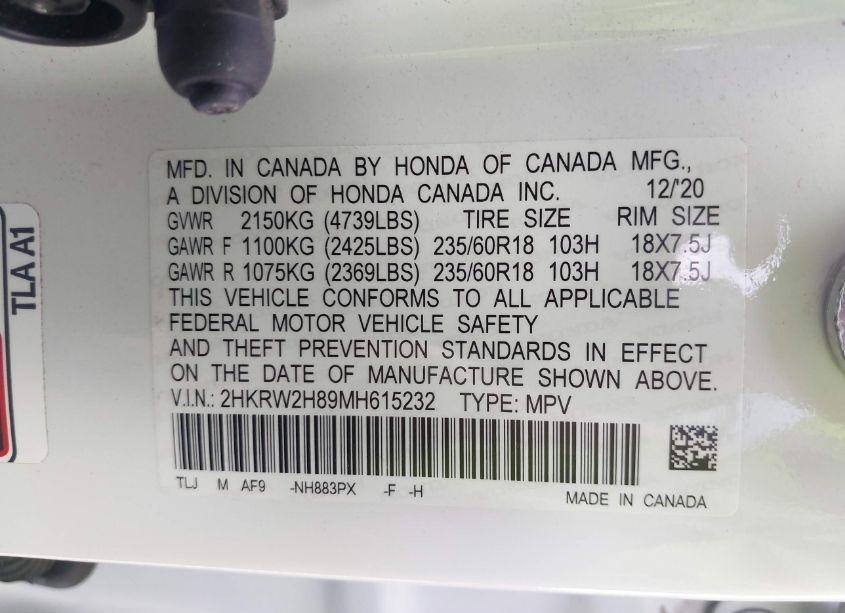 MFD. IN CANADA BY HONDA OF CANADA MFG.,
A DIVISION OF HONDA CANADA INC. 12/'20
GVWR 2150KG (4739LBS) TIRE SIZE RIM SIZE
GAWR F 1100KG (2425LBS) 235/60R18 103H 18X7.5J
GAWR R 1075KG (2369LBS) 235/60R18 103H 18X7.5J
THIS VEHICLE CONFORMS TO ALL APPLICABLE
FEDERAL MOTOR VEHICLE SAFETY
AND THEFT PREVENTION STANDARDS IN EFFECT
ON THE DATE OF MANUFACTURE SHOWN ABOVE.
V.I.N.: 2HKRW2H89MH615232 TYPE: MPV
TLJ M AF9 -NH883PX -F -H
MADE IN CANADA
TLA A1